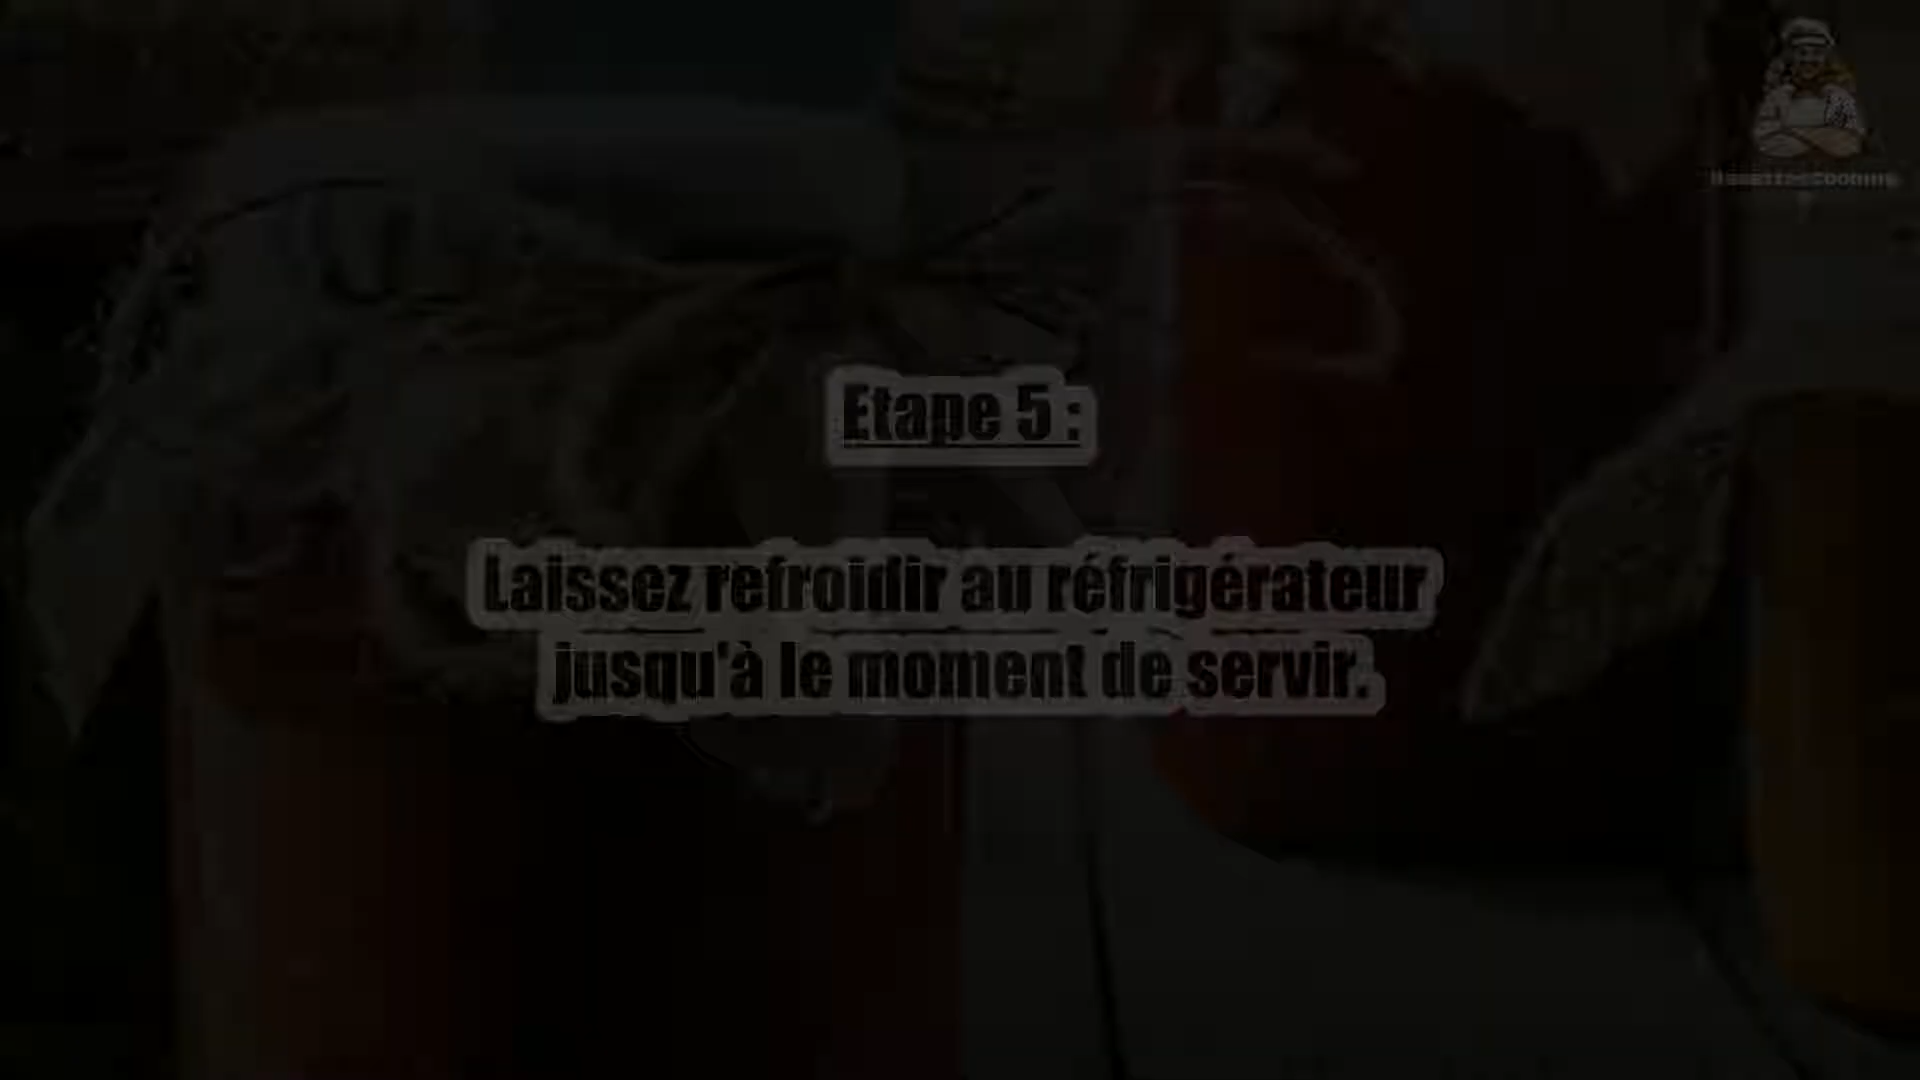 Etape 5 :
Laissez refroidir au réfrigérateur
jusqu'à le moment de servir.